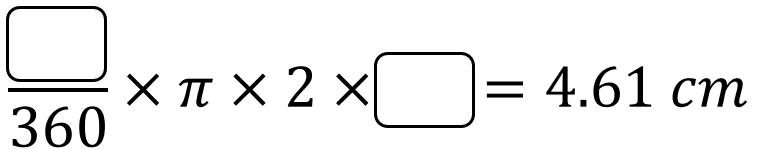 □/360 × π × 2 × □ = 4.61 cm